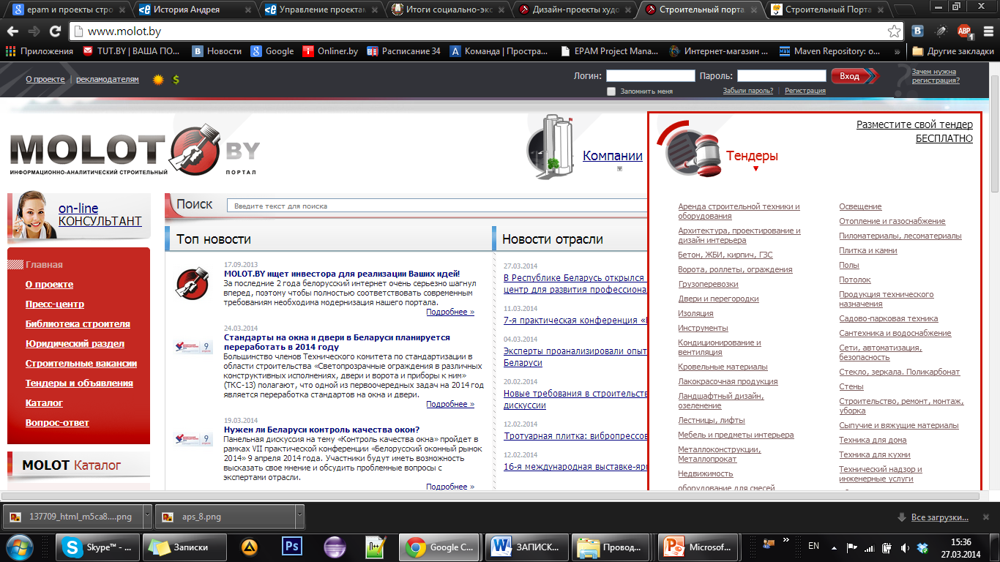 epam и проекты стро
История Андрея
Управление проекта
Итоги социально-эко
Дизайн-проекты худо
Строительный порта
Строительный Порта
www.molot.by
ABP
1
Приложения
TUT.BY | ВАША ПО...
Новости
Google
Onliner.by
Расписание 34
Команда | Простра...
EPAM Project Mana...
Интернет-магазин ...
Maven Repository: o...
»
Другие закладки
О проекте | рекламодателям
Логин:
Пароль:
Вход
Запомнить меня
Забыли пароль? | Регистрация
Зачем нужна
регистрация?
MOLOT BY
ИНФОРМАЦИОННО-АНАЛИТИЧЕСКИЙ СТРОИТЕЛЬНЫЙ ПОРТАЛ
Компании
Тендеры
Разместите свой тендер
БЕСПЛАТНО
on-line
КОНСУЛЬТАНТ
Главная
О проекте
Пресс-центр
Библиотека строителя
Юридический раздел
Строительные вакансии
Тендеры и объявления
Каталог
Вопрос-ответ
MOLOT Каталог
Поиск
Введите текст для поиска
Топ новости
17.09.2013
MOLOT.BY ищет инвестора для реализации Ваших идей!
За последние 2 года белорусский интернет очень серьезно шагнул
вперед, поэтому чтобы полностью соответствовать современным
требованиям необходима модернизация нашего портала.
Подробнее »
24.03.2014
Стандарты на окна и двери в Беларуси планируется
переработать в 2014 году
Большинство членов Технического комитета по стандартизации в
области строительства «Светопрозрачные ограждения в различных
конструктивных исполнениях, двери и ворота и приборы к ним»
(ТКС-13) полагают, что одной из первоочередных задач на 2014 год
является переработка стандартов на окна и двери.
Подробнее »
19.03.2014
Нужен ли Беларуси контроль качества окон?
Панельная дискуссия на тему «Контроль качества окна» пройдет в
рамках VII практической конференции «Белорусский оконный рынок
2014» 9 апреля 2014 года. Участники будут иметь возможность
высказать свое мнение и обсудить проблемные вопросы с
экспертами отрасли.
Подробнее »
Новости отрасли
27.03.2014
В Республике Беларусь открылся
центр для развития профессионал
11.03.2014
7-я практическая конференция «
04.03.2014
Эксперты проанализировали опыт
Беларуси
20.02.2014
Новые требования в строительств
дискуссии
12.02.2014
Тротуарная плитка: вибропрессов
12.02.2014
16-я международная выставке-яр
Аренда строительной техники и
оборудования
Архитектура, проектирование и
дизайн интерьера
Бетон, ЖБИ, кирпич, ГЗС
Ворота, роллеты, ограждения
Грузоперевозки
Двери и перегородки
Изоляция
Инструменты
Кондиционирование и
вентиляция
Кровельные материалы
Лакокрасочная продукция
Ландшафтный дизайн,
озеленение
Лестницы, лифты
Мебель и предметы интерьера
Металлоконструкции,
Металлопрокат
Недвижимость
оборудование для смесей
Освещение
Отопление и газоснабжение
Пиломатериалы, лесоматериалы
Плитка и камни
Полы
Потолок
Продукция технического
назначения
Садово-парковая техника
Сантехника и водоснабжение
Сети, автоматизация,
безопасность
Стекло, зеркала. Поликарбонат
Стены
Строительство, ремонт, монтаж,
уборка
Сыпучие и вяжущие материалы
Техника для дома
Техника для кухни
Технический надзор и
инженерные услуги
137709_html_m5ca8....png
aps_8.png
Все загрузки...
Skype™ - ...
Записки
Ps
Google C...
ЗАПИСК...
Провод...
Microsof...
»
EN
15:36
27.03.2014